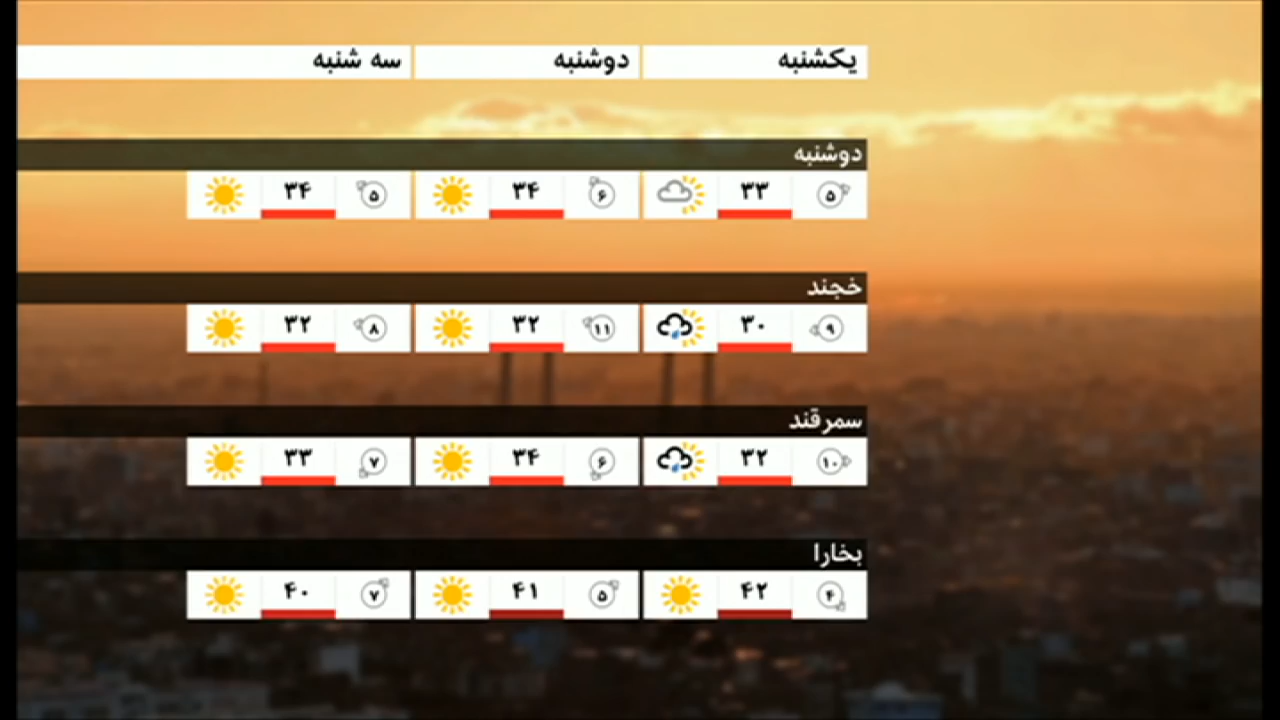 یکشنبه دوشنبه سه شنبه
دوشنبه
۵ ۳۳ ۶ ۳۴ ۵ ۳۴
خجند
۹ ۳۰ ۱۱ ۳۲ ۸ ۳۲
سمرقند
۱۰ ۳۲ ۶ ۳۴ ۷ ۳۳
بخارا
۴ ۴۲ ۵ ۴۱ ۷ ۴۰